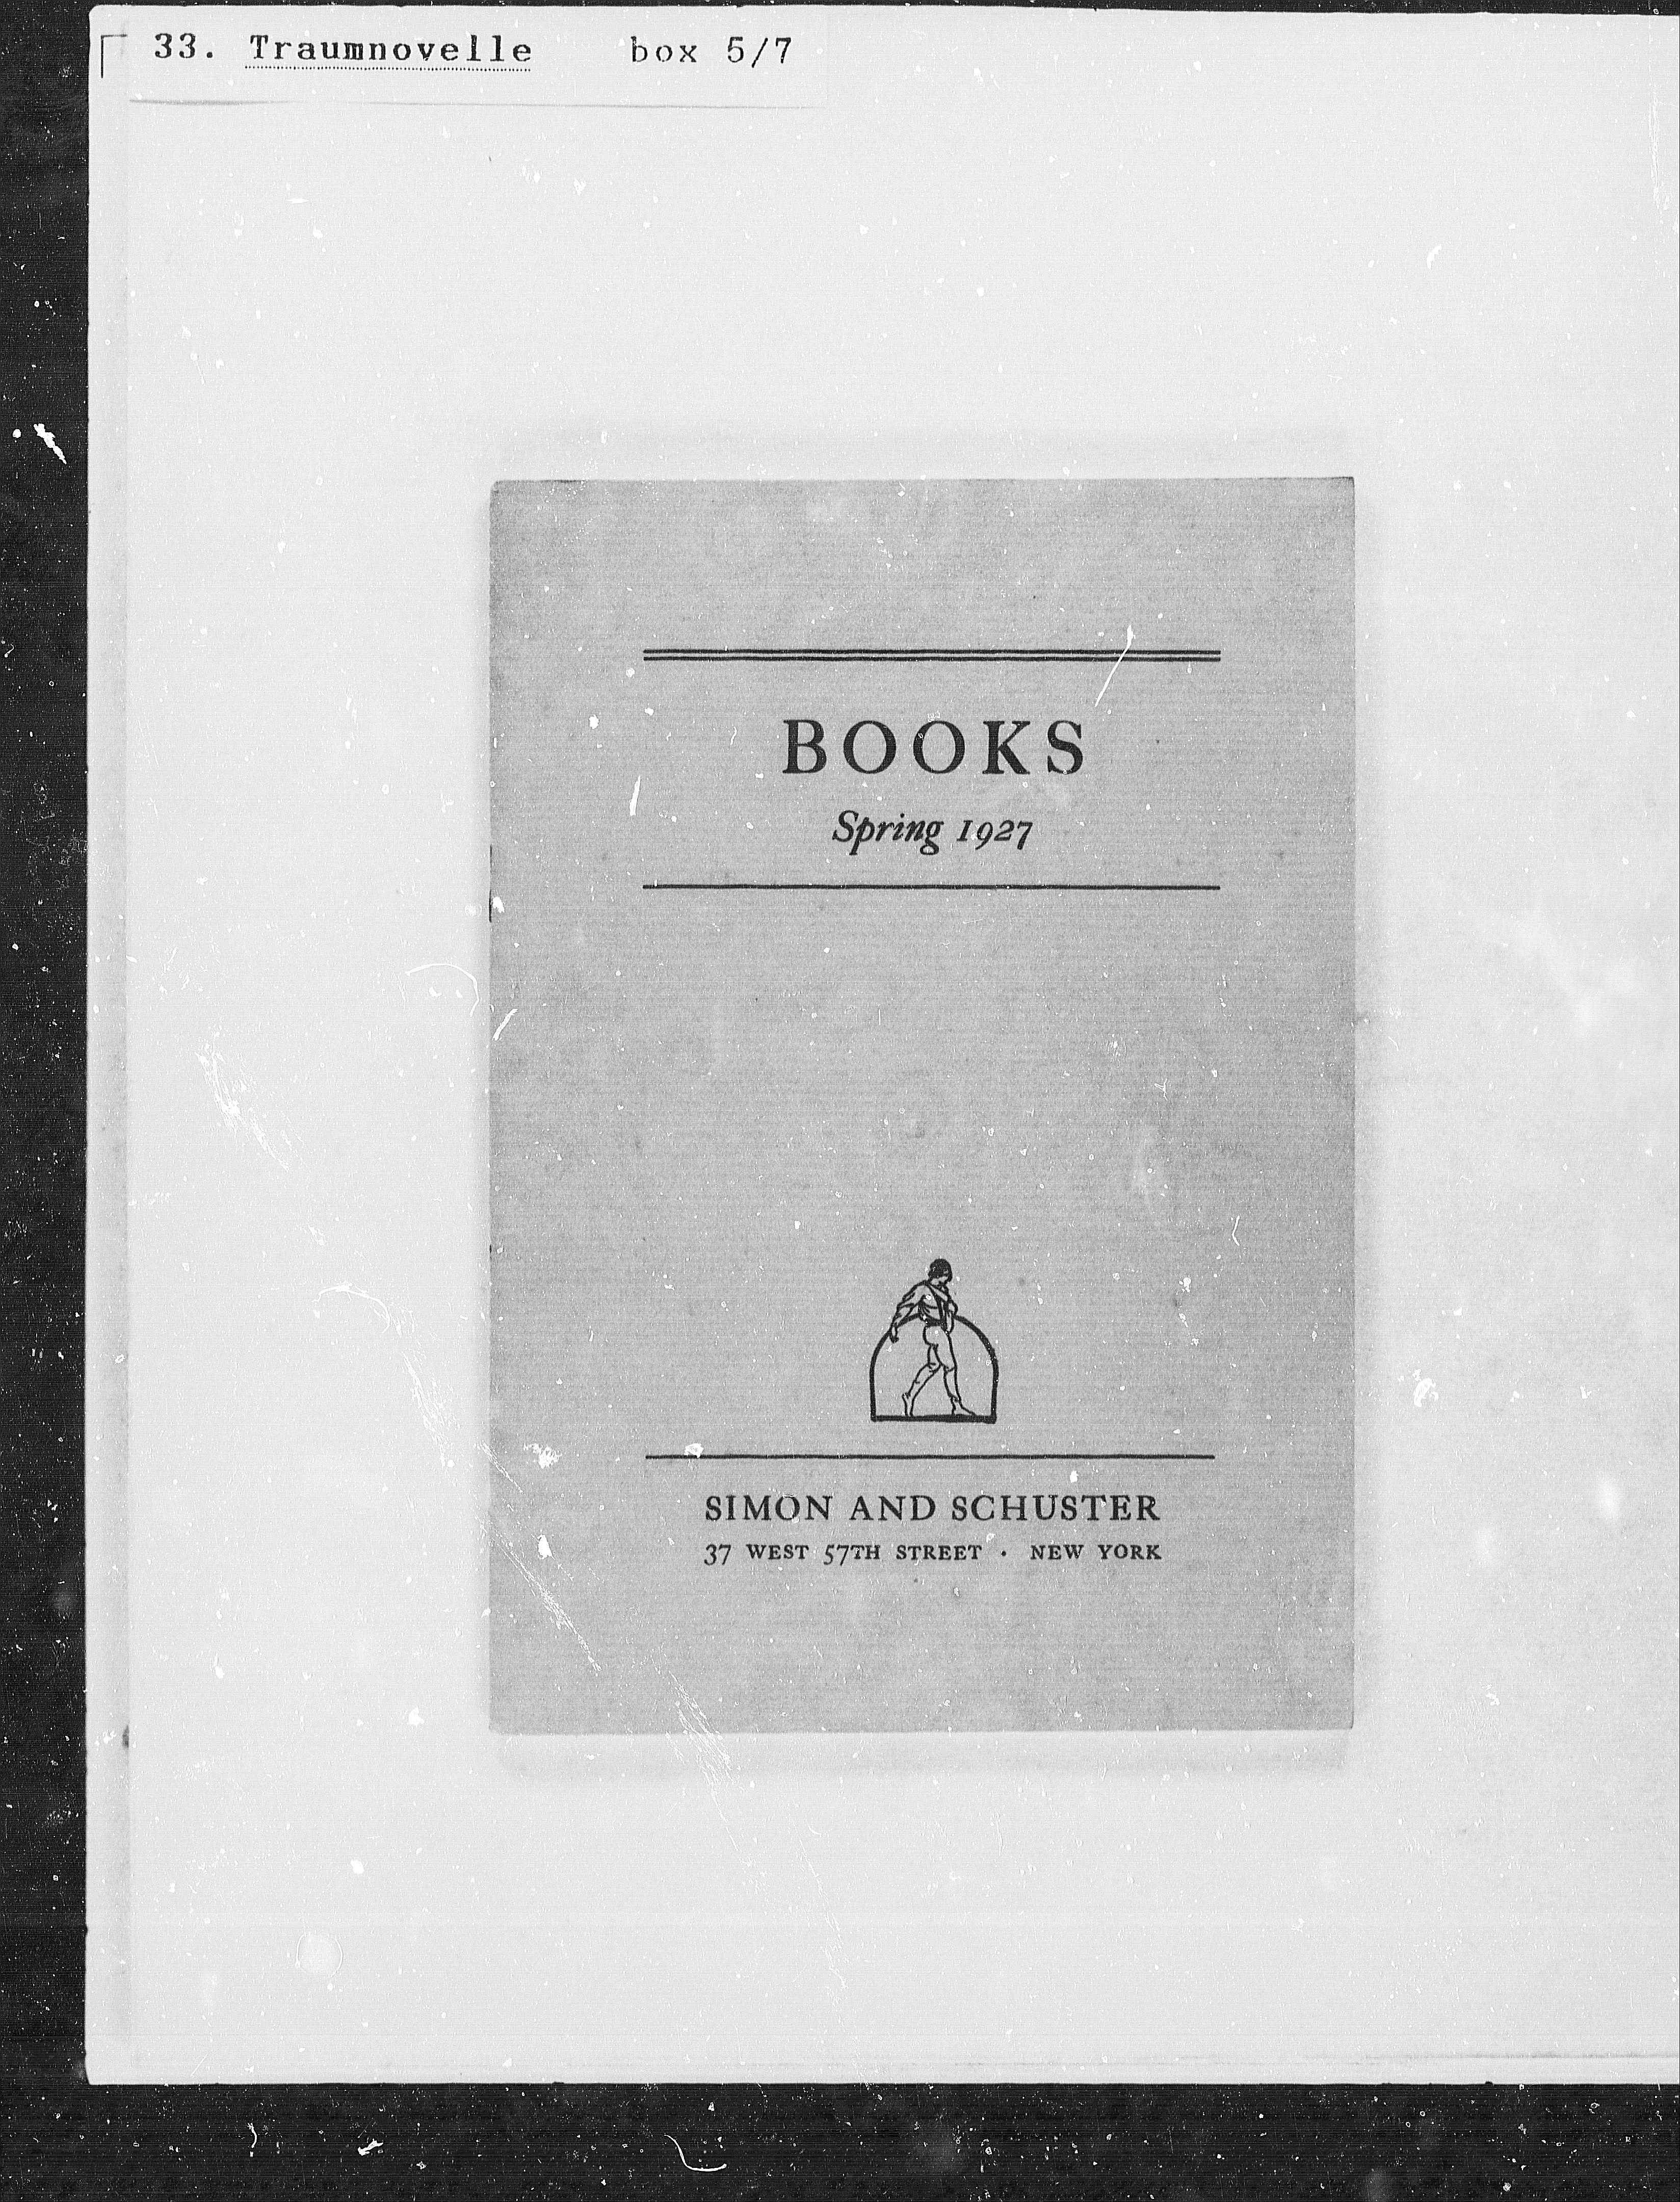 33. Traumnovelle box 5/7
BOOKS
Spring 1927
SIMON AND SCHUSTER
37 WEST 57TH STREET · NEW YORK